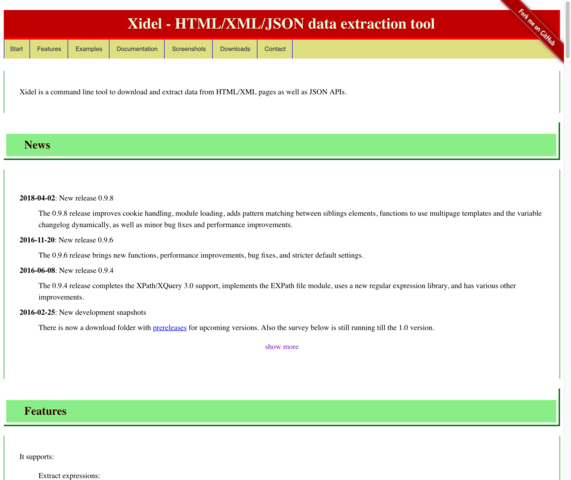 Xidel - HTML/XML/JSON data extraction tool
Fork me on GitHub
Start Features Examples Documentation Screenshots Downloads Contact
Xidel is a command line tool to download and extract data from HTML/XML pages as well as JSON APIs.
News
2018-04-02: New release 0.9.8
The 0.9.8 release improves cookie handling, module loading, adds pattern matching between siblings elements, functions to use multipage templates and the variable
changelog dynamically, as well as minor bug fixes and performance improvements.
2016-11-20: New release 0.9.6
The 0.9.6 release brings new functions, performance improvements, bug fixes, and stricter default settings.
2016-06-08: New release 0.9.4
The 0.9.4 release completes the XPath/XQuery 3.0 support, implements the EXPath file module, uses a new regular expression library, and has various other
improvements.
2016-02-25: New development snapshots
There is now a download folder with prereleases for upcoming versions. Also the survey below is still running till the 1.0 version.
show more
Features
It supports:
Extract expressions: